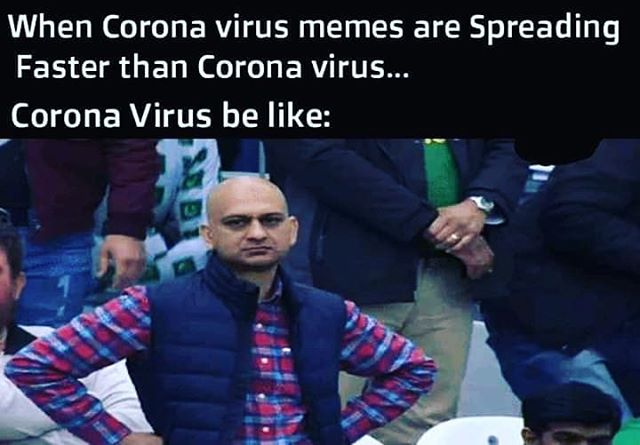 When Corona virus memes are Spreading
Faster than Corona virus...
Corona Virus be like: